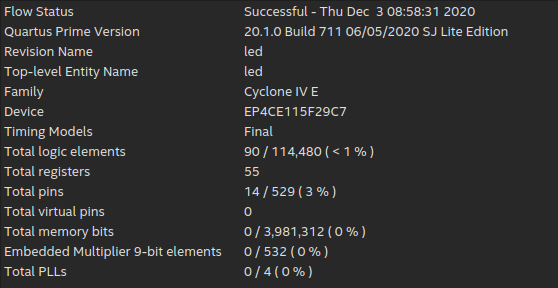 Flow Status Successful - Thu Dec  3 08:58:31 2020
Quartus Prime Version 20.1.0 Build 711 06/05/2020 SJ Lite Edition
Revision Name led
Top-level Entity Name led
Family Cyclone IV E
Device EP4CE115F29C7
Timing Models Final
Total logic elements 90 / 114,480 ( < 1 % )
Total registers 55
Total pins 14 / 529 ( 3 % )
Total virtual pins 0
Total memory bits 0 / 3,981,312 ( 0 % )
Embedded Multiplier 9-bit elements 0 / 532 ( 0 % )
Total PLLs 0 / 4 ( 0 % )